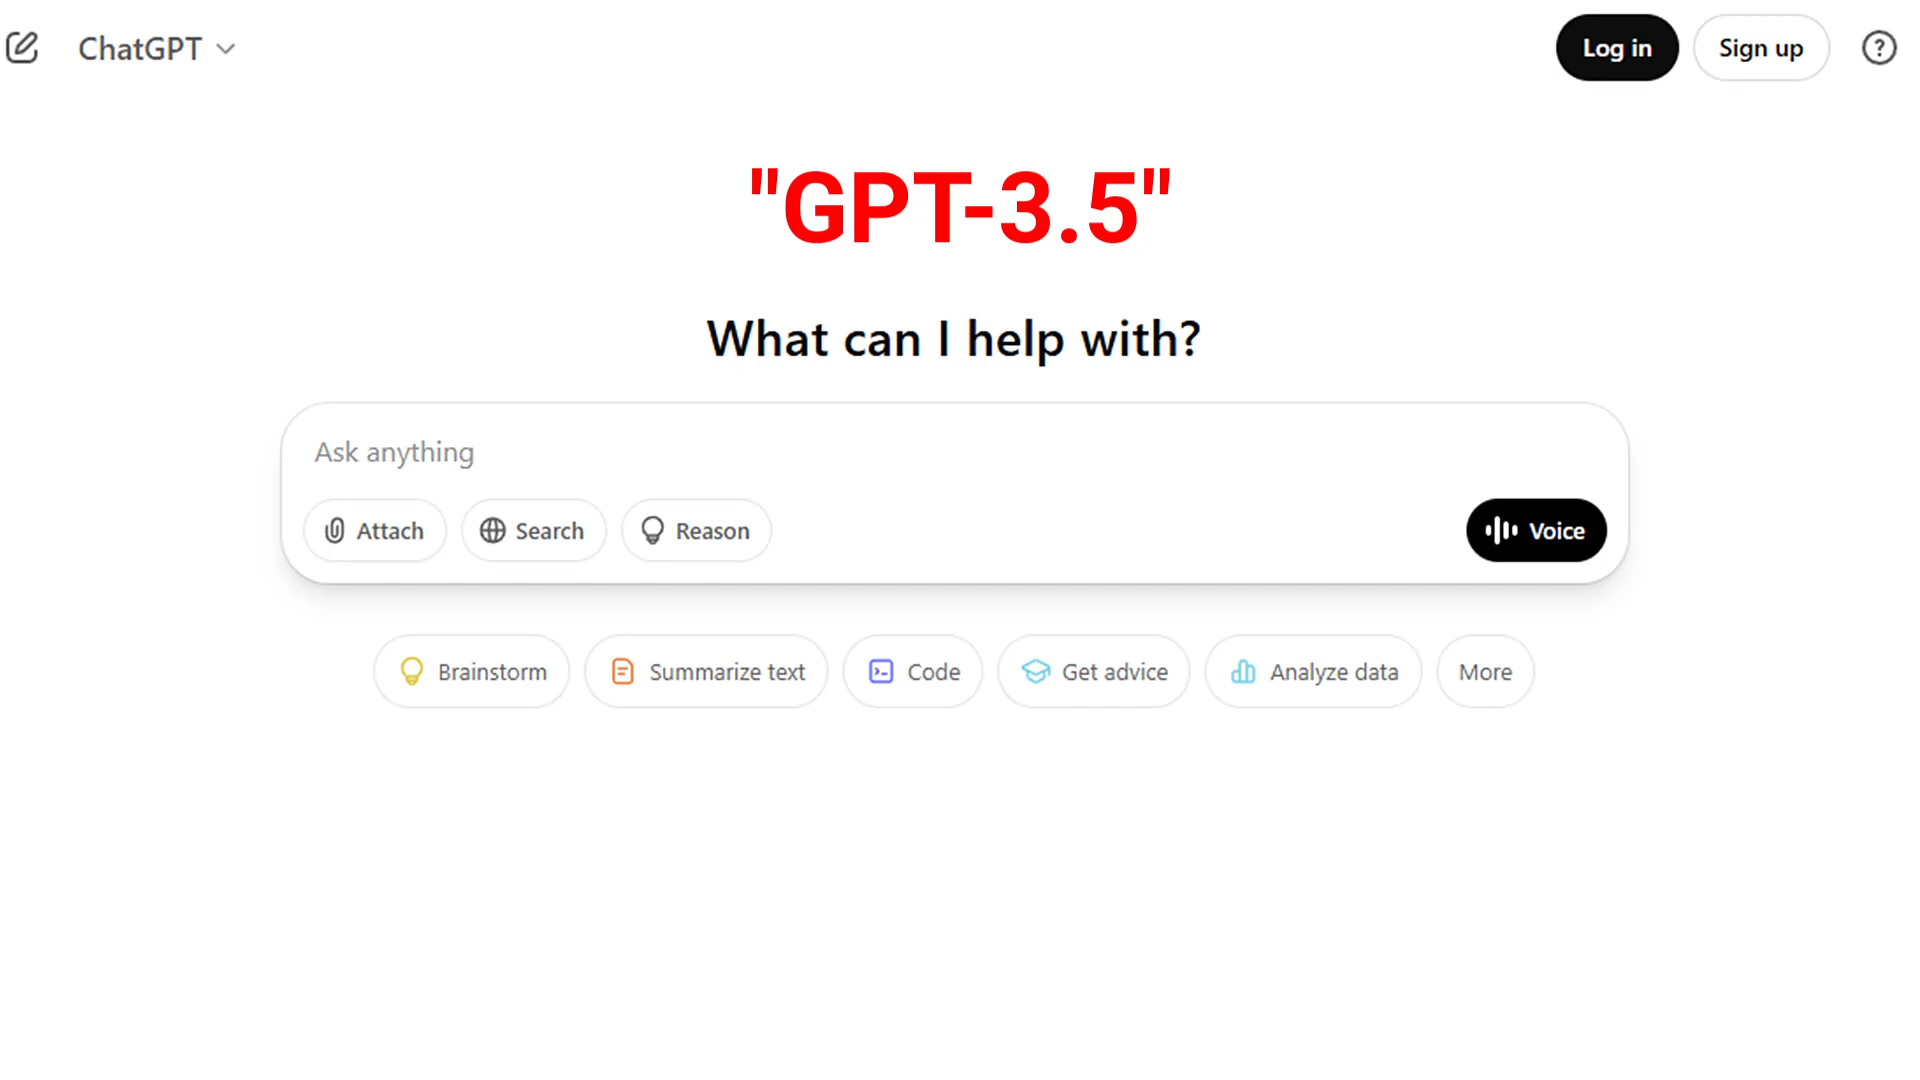 ChatGPT
Log in
Sign up
"GPT-3.5"
What can I help with?
Ask anything
Attach
Search
Reason
Voice
Brainstorm
Summarize text
Code
Get advice
Analyze data
More